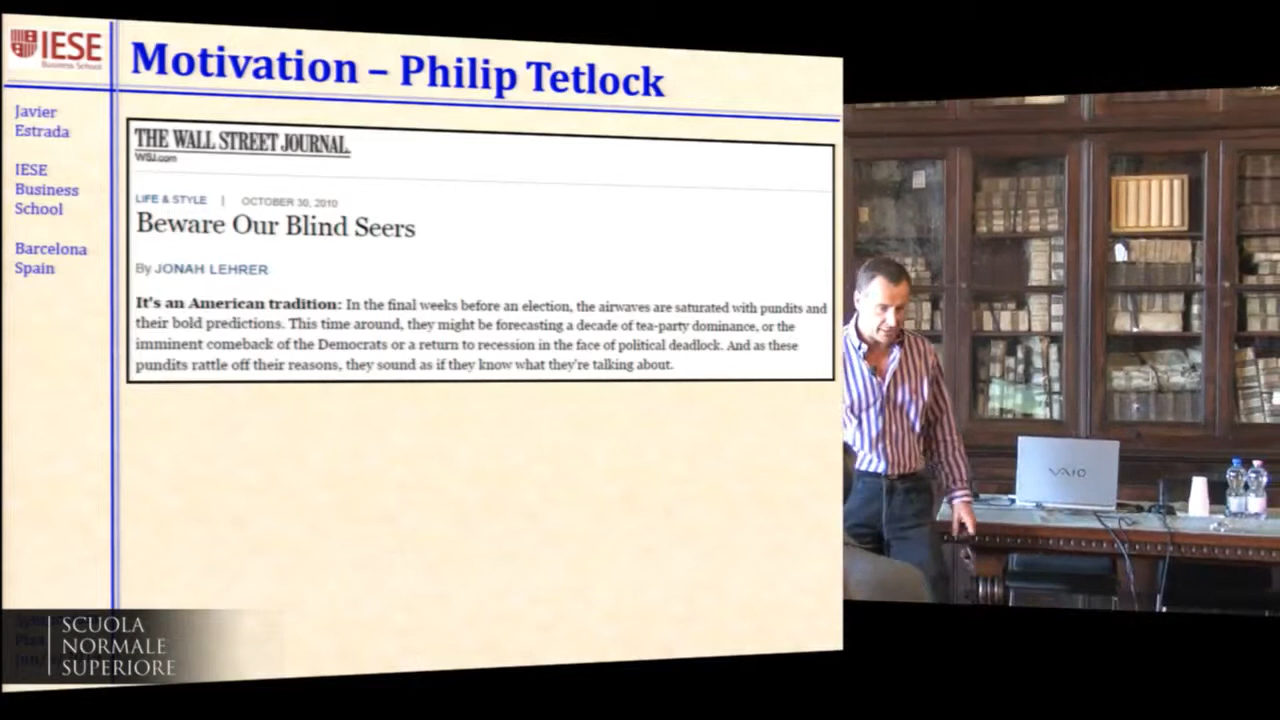 IESE
Business School
Motivation – Philip Tetlock
Javier
Estrada
IESE
Business
School
Barcelona
Spain
THE WALL STREET JOURNAL.
WSJ.com
LIFE & STYLE | OCTOBER 30, 2010
Beware Our Blind Seers
By JONAH LEHRER
It's an American tradition: In the final weeks before an election, the airwaves are saturated with pundits and
their bold predictions. This time around, they might be forecasting a decade of tea-party dominance, or the
imminent comeback of the Democrats or a return to recession in the face of political deadlock. And as these
pundits rattle off their reasons, they sound as if they know what they're talking about.
VAIO
SCUOLA
NORMALE
SUPERIORE